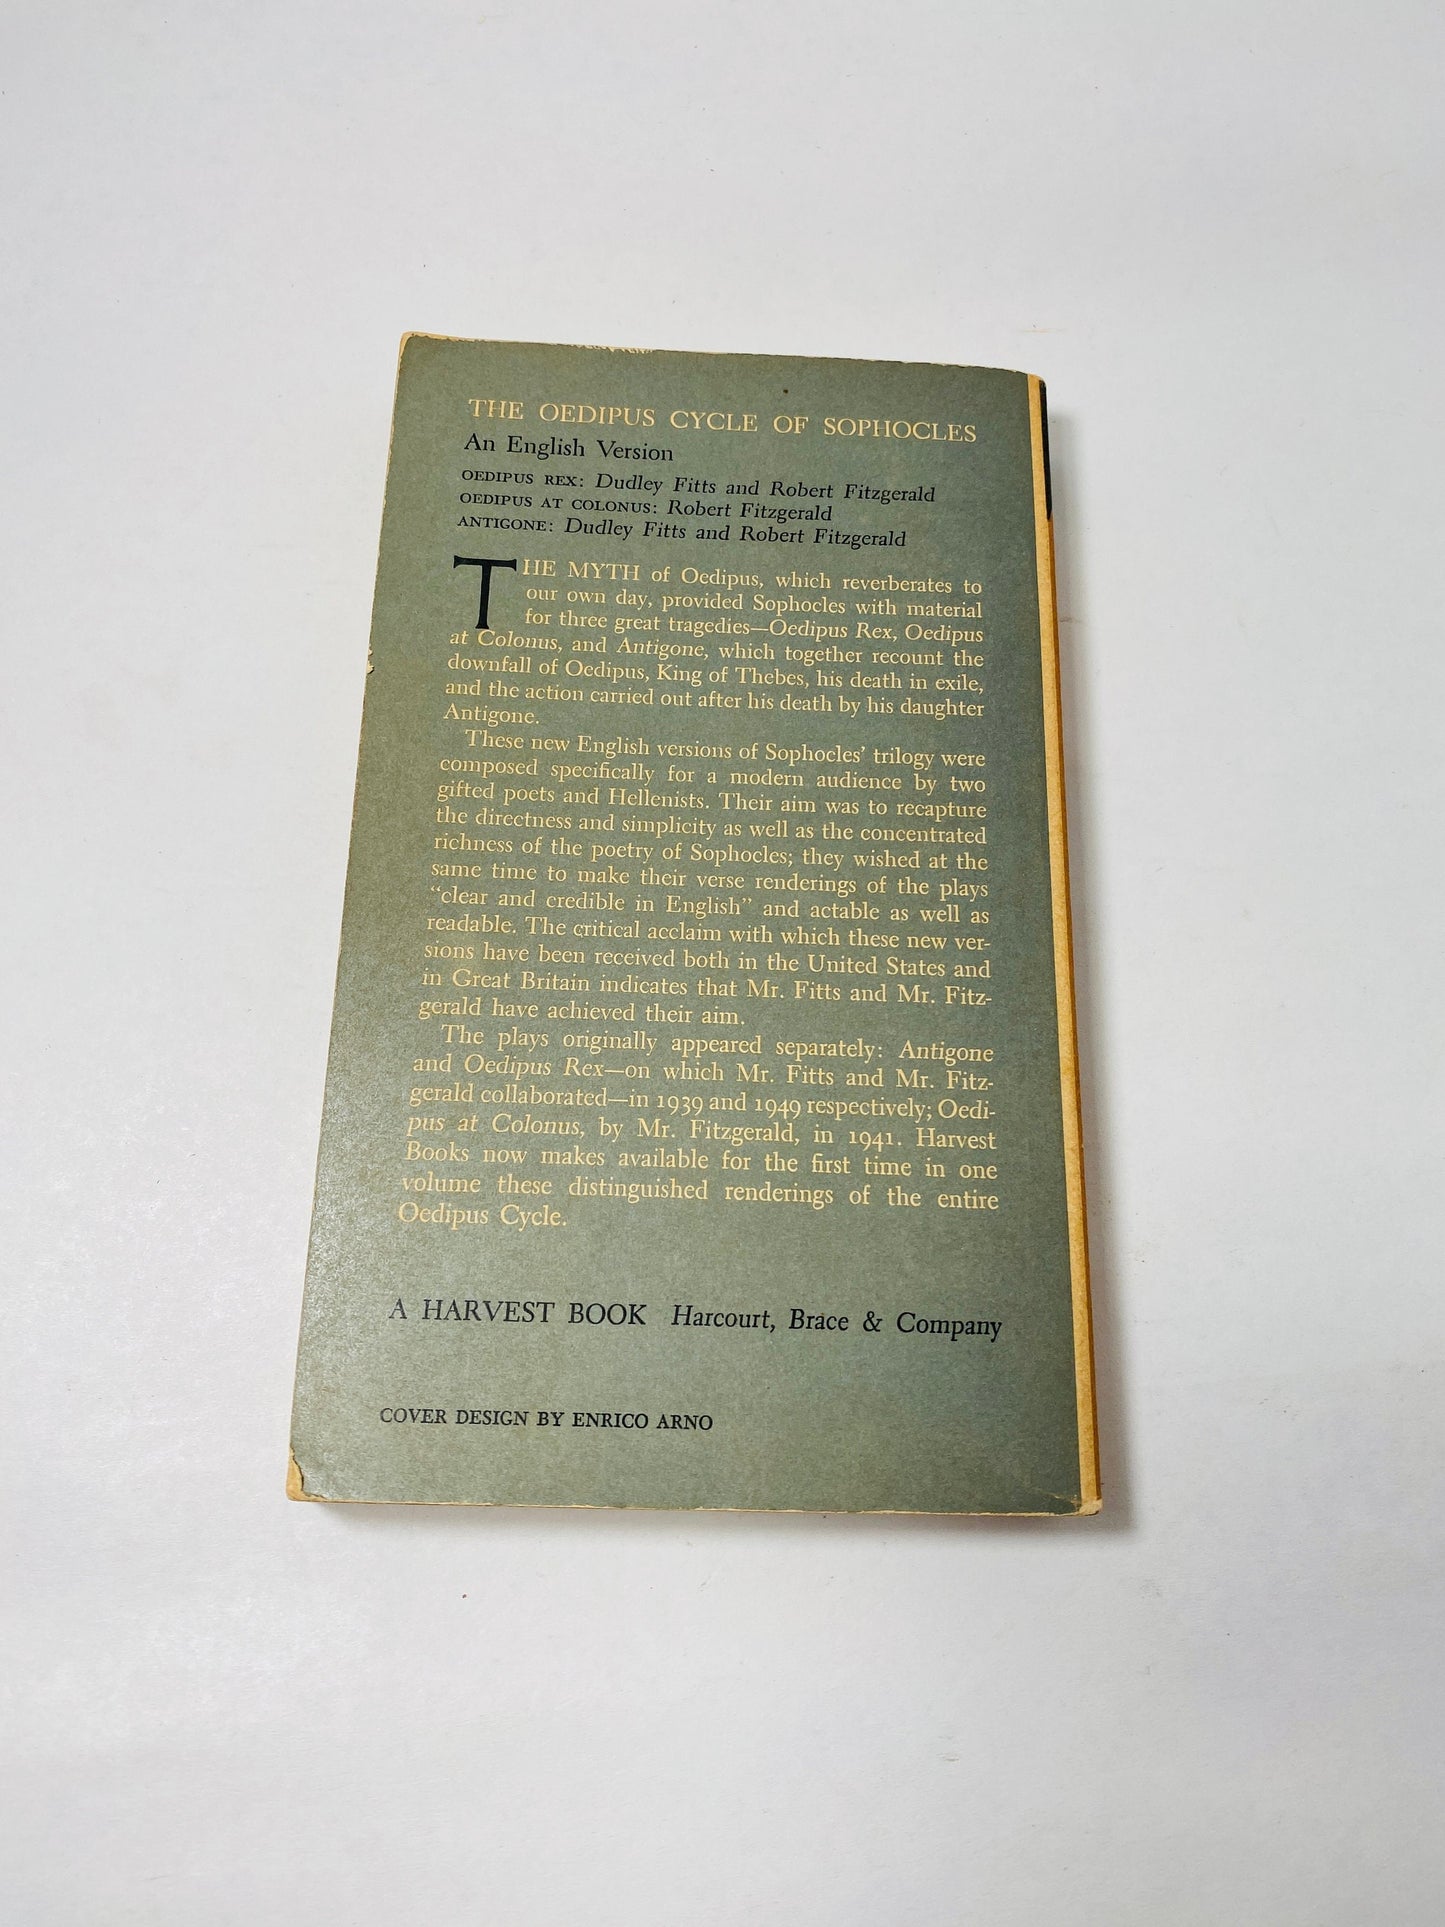 THE OEDIPUS CYCLE OF SOPHOCLES
An English Version
OEDIPUS REX: Dudley Fitts and Robert Fitzgerald
OEDIPUS AT COLONUS: Robert Fitzgerald
ANTIGONE: Dudley Fitts and Robert Fitzgerald
THE MYTH of Oedipus, which reverberates to
our own day, provided Sophocles with material
for three great tragedies—Oedipus Rex, Oedipus
at Colonus, and Antigone, which together recount the
downfall of Oedipus, King of Thebes, his death in exile,
and the action carried out after his death by his daughter
Antigone.
These new English versions of Sophocles' trilogy were
composed specifically for a modern audience by two
gifted poets and Hellenists. Their aim was to recapture
the directness and simplicity as well as the concentrated
richness of the poetry of Sophocles; they wished at the
same time to make their verse renderings of the plays
“clear and credible in English” and actable as well as
readable. The critical acclaim with which these new ver-
sions have been received both in the United States and
in Great Britain indicates that Mr. Fitts and Mr. Fitz-
gerald have achieved their aim.
The plays originally appeared separately: Antigone
and Oedipus Rex—on which Mr. Fitts and Mr. Fitz-
gerald collaborated—in 1939 and 1949 respectively; Oedi-
pus at Colonus, by Mr. Fitzgerald, in 1941. Harvest
Books now makes available for the first time in one
volume these distinguished renderings of the entire
Oedipus Cycle.
A HARVEST BOOK Harcourt, Brace & Company
COVER DESIGN BY ENRICO ARNO